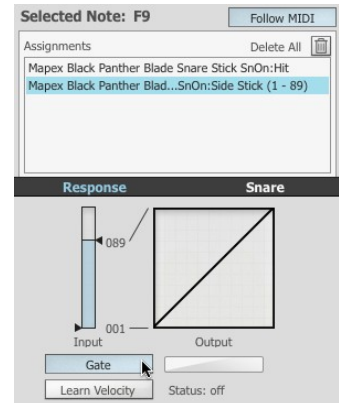 Selected Note: F9 Follow MIDI
Assignments Delete All
Mapex Black Panther Blade Snare Stick SnOn:Hit
Mapex Black Panther Blad...SnOn:Side Stick (1 - 89)
Response Snare
089
001
Input Output
Gate
Learn Velocity Status: off